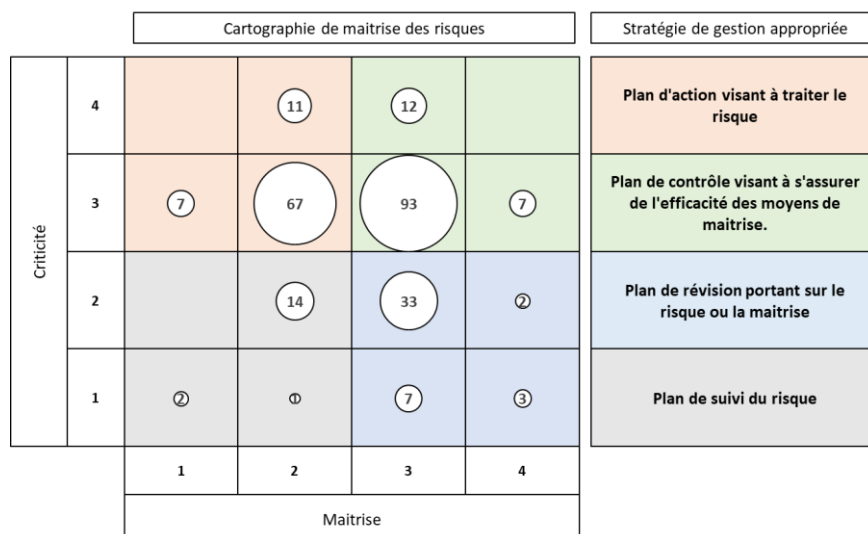 Cartographie de maitrise des risques
Stratégie de gestion appropriée
Criticité
4
11
12
Plan d'action visant à traiter le
risque
3
7
67
93
7
Plan de contrôle visant à s'assurer
de l'efficacité des moyens de
maitrise.
2
14
33
2
Plan de révision portant sur le
risque ou la maitrise
1
2
1
7
3
Plan de suivi du risque
1
2
3
4
Maitrise